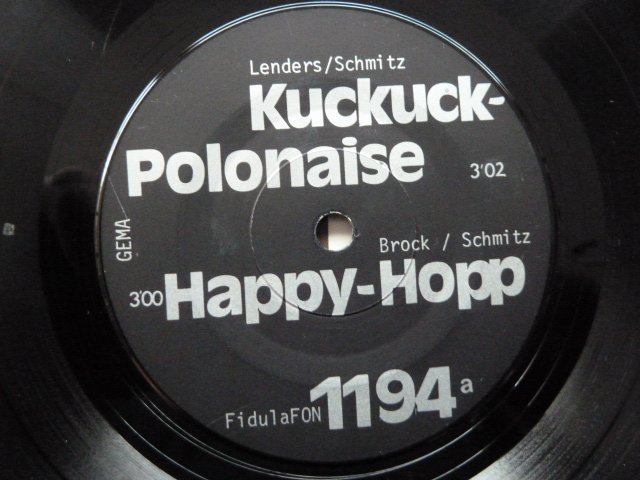 Lenders/Schmitz
Kuckuck-
Polonaise 3'02
GEMA
Brock / Schmitz
3'00 Happy-Hopp
FidulaFON 1194 a